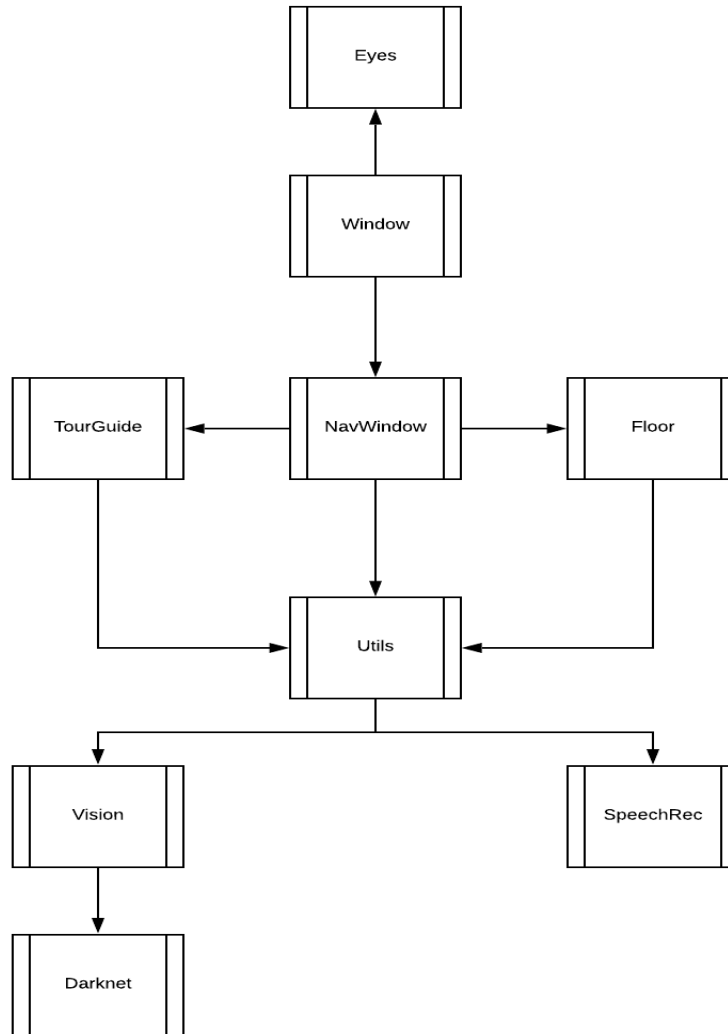 Eyes
Window
TourGuide
NavWindow
Floor
Utils
Vision
SpeechRec
Darknet